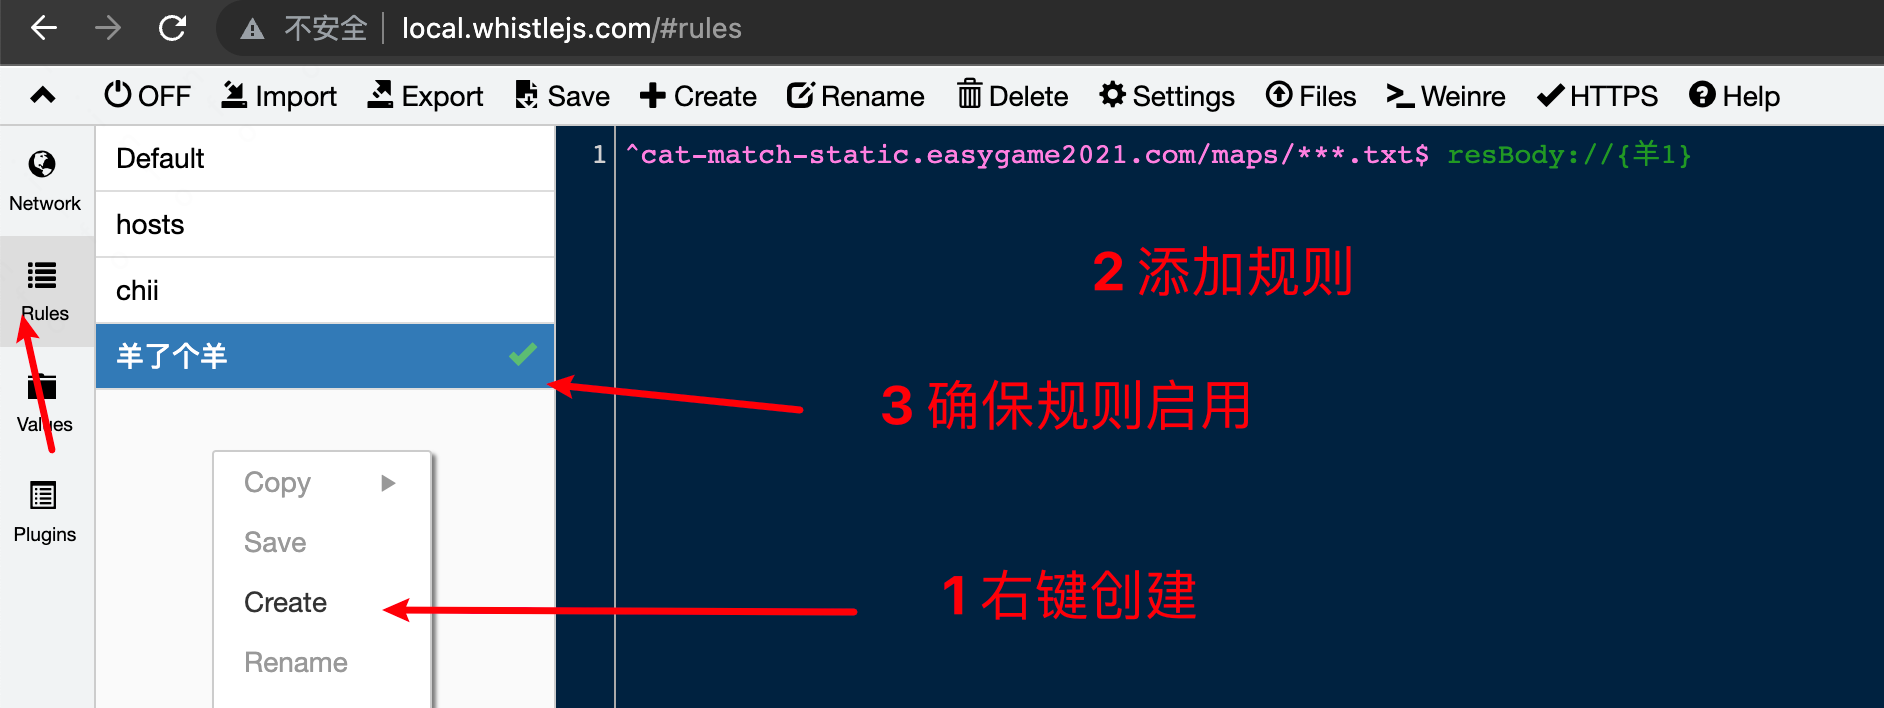 不安全 local.whistlejs.com/#rules
OFF Import Export Save Create Rename Delete Settings Files Weinre HTTPS Help
Network
Rules
Values
Plugins
Default
hosts
chii
羊了个羊
Copy
Save
Create
Rename
1 ^cat-match-static.easygame2021.com/maps/***.txt$ resBody://{羊1}
2 添加规则
3 确保规则启用
1 右键创建